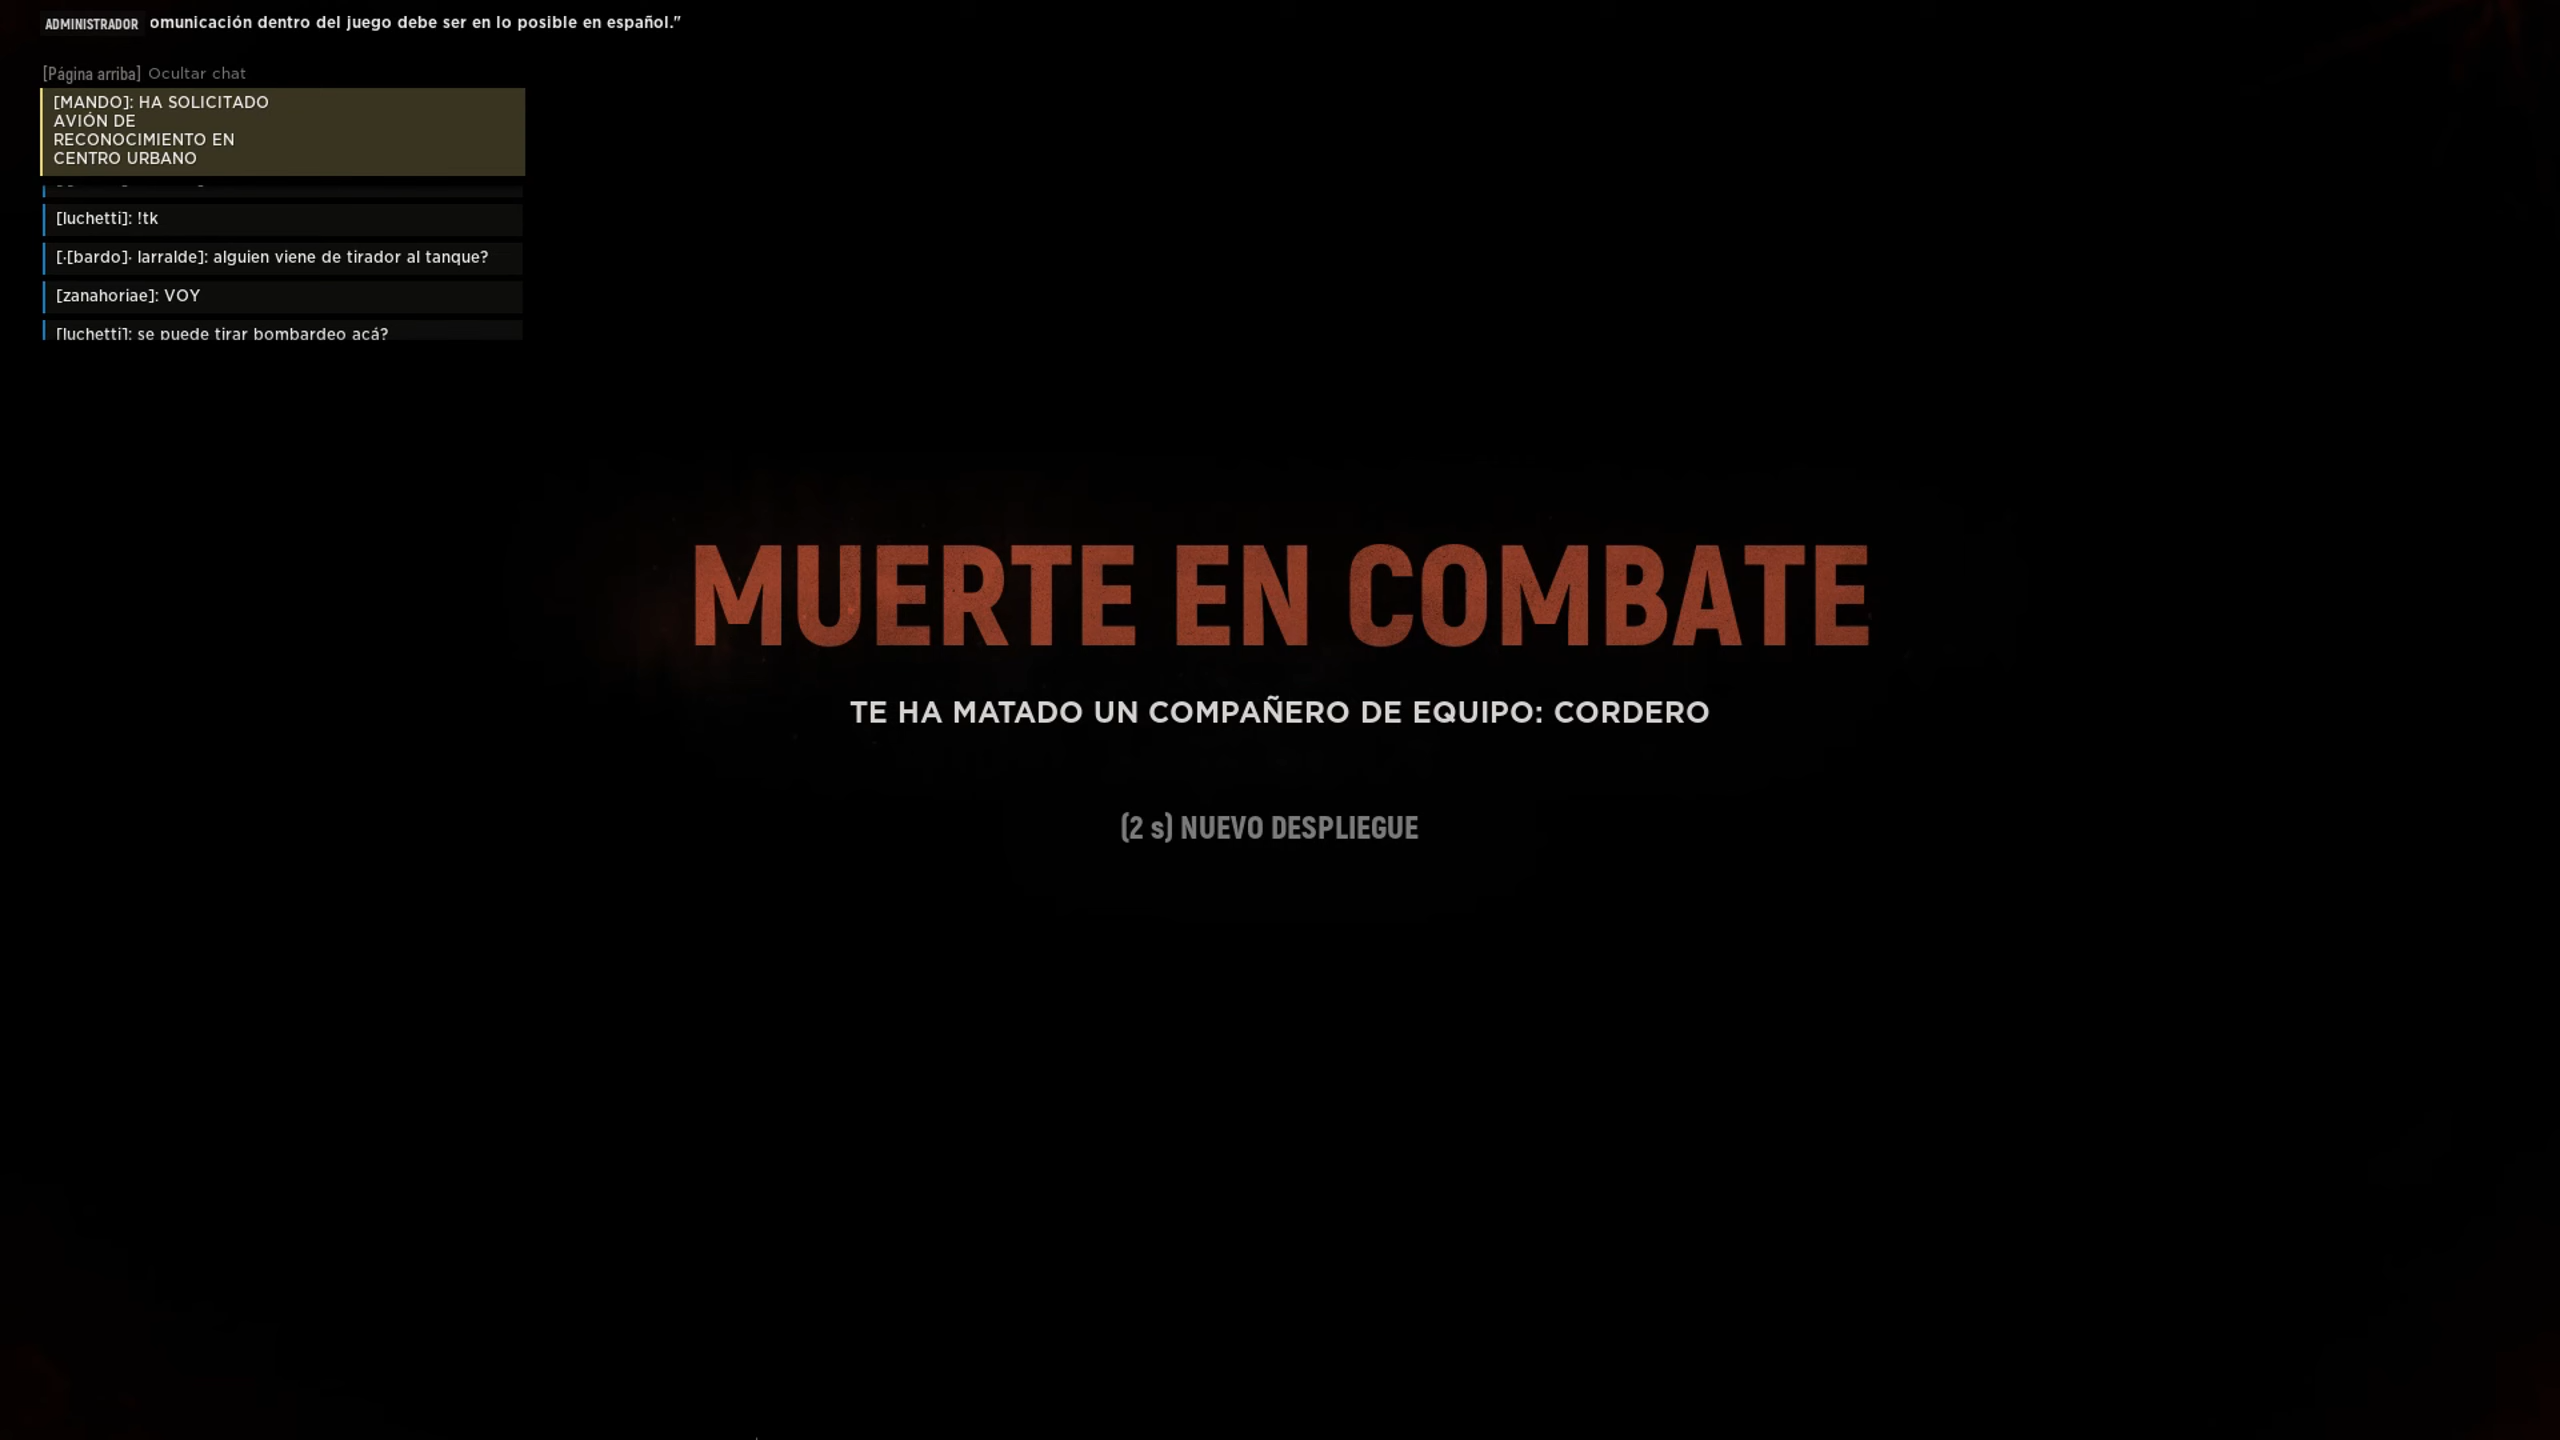 ADMINISTRADOR omunicación dentro del juego debe ser en lo posible en español."
[Página arriba] Ocultar chat
[MANDO]: HA SOLICITADO
AVIÓN DE
RECONOCIMIENTO EN
CENTRO URBANO
[luchetti]: !tk
[·[bardo]· larralde]: alguien viene de tirador al tanque?
[zanahoriae]: VOY
[luchetti]: se puede tirar bombardeo acá?
MUERTE EN COMBATE
TE HA MATADO UN COMPAÑERO DE EQUIPO: CORDERO
(2 s) NUEVO DESPLIEGUE